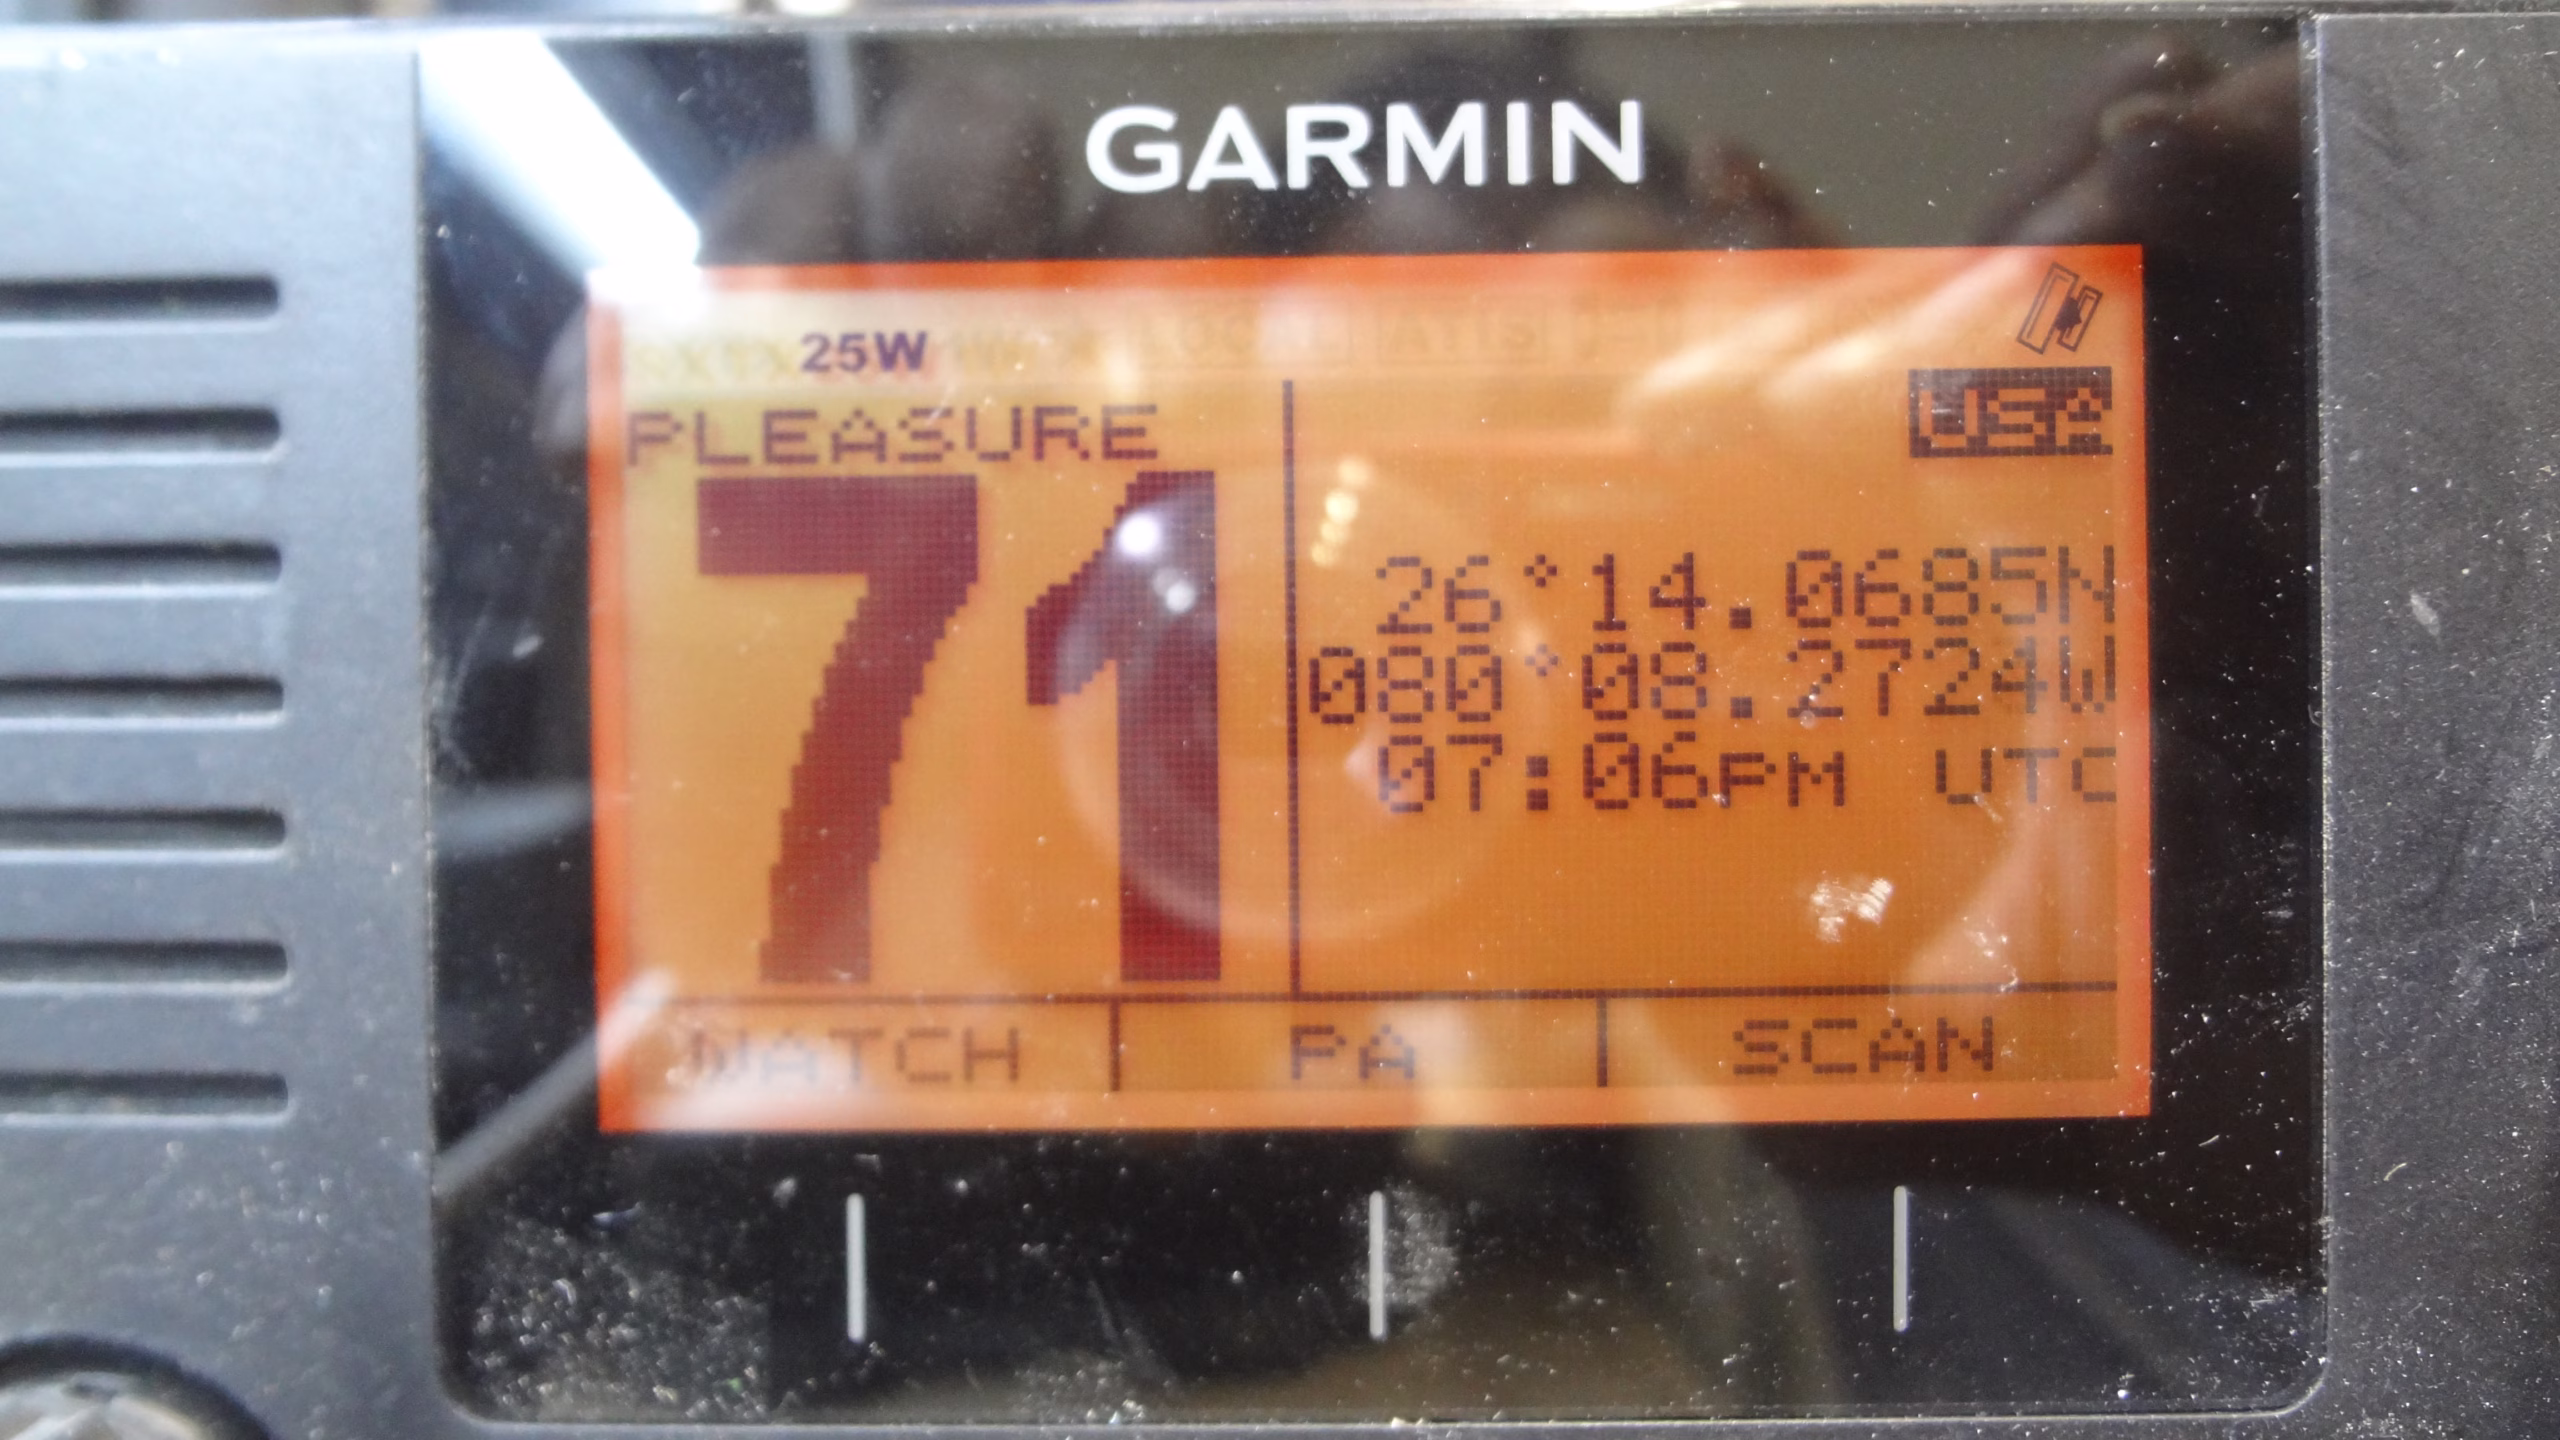 GARMIN
25W
USA
PLEASURE
71
26°14.0685N
080°08.2724W
07:06PM UTC
WATCH PA SCAN